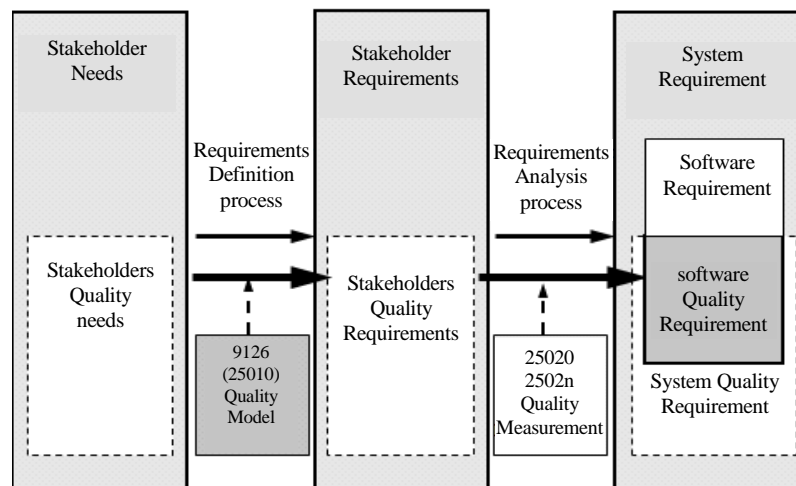 Stakeholder
Needs
Stakeholder
Requirements
System
Requirement
Requirements
Definition
process
Requirements
Analysis
process
Software
Requirement
Stakeholders
Quality
needs
Stakeholders
Quality
Requirements
software
Quality
Requirement
9126
(25010)
Quality
Model
25020
2502n
Quality
Measurement
System Quality
Requirement